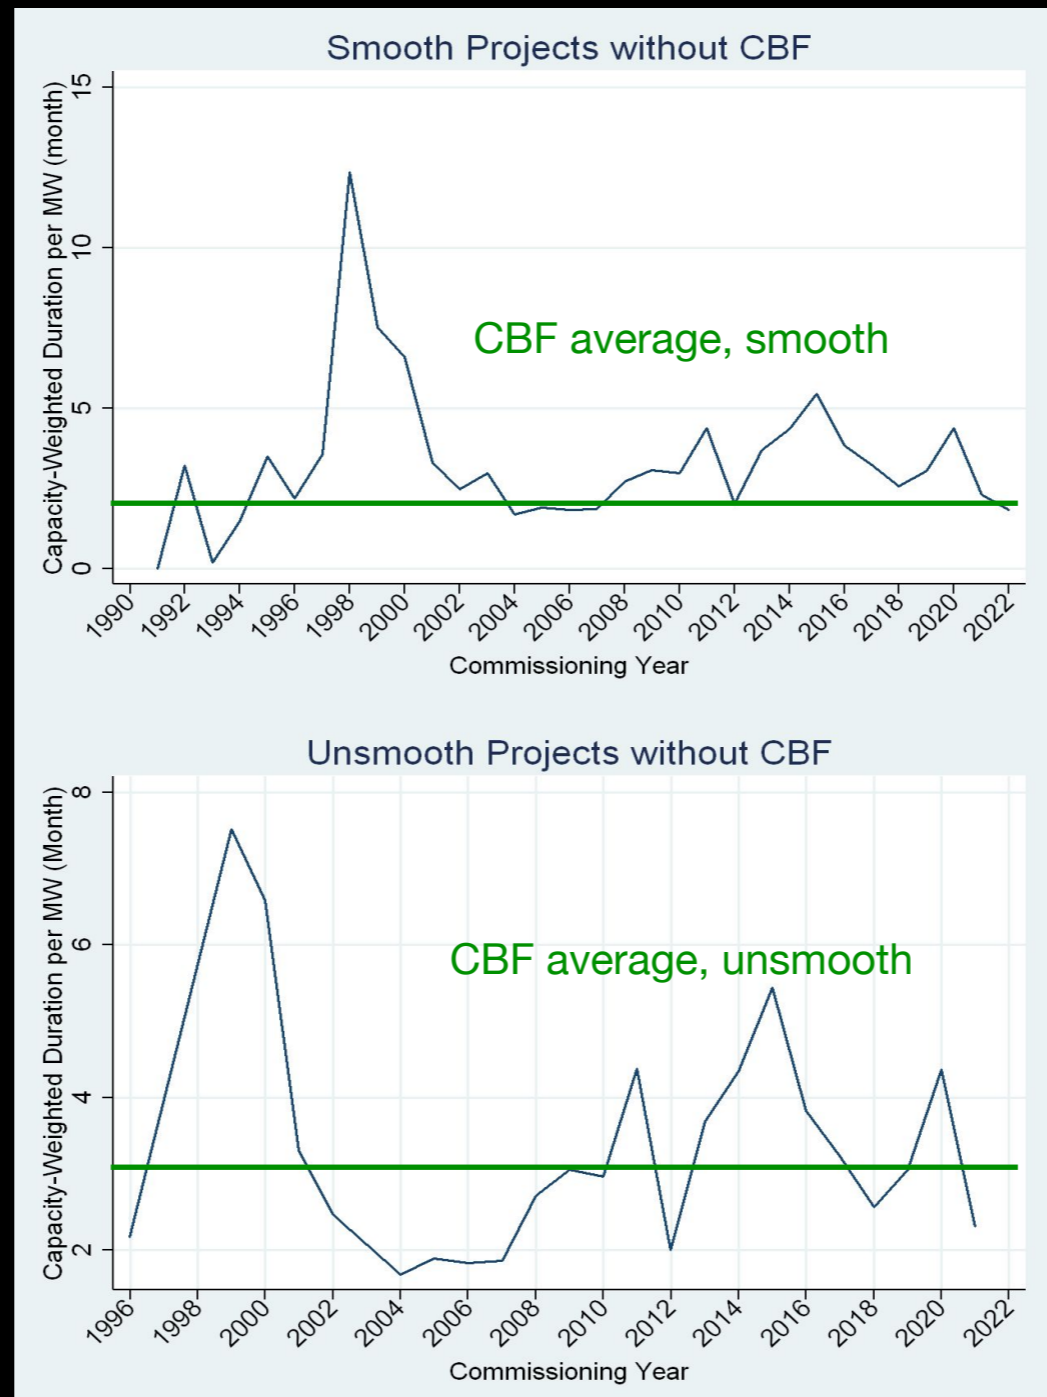 Smooth Projects without CBF
Capacity-Weighted Duration per MW (month)
15
10
5
0
CBF average, smooth
1990 1992 1994 1996 1998 2000 2002 2004 2006 2008 2010 2012 2014 2016 2018 2020 2022
Commissioning Year
Unsmooth Projects without CBF
Capacity-Weighted Duration per MW (Month)
8
6
4
2
CBF average, unsmooth
1996 1998 2000 2002 2004 2006 2008 2010 2012 2014 2016 2018 2020 2022
Commissioning Year